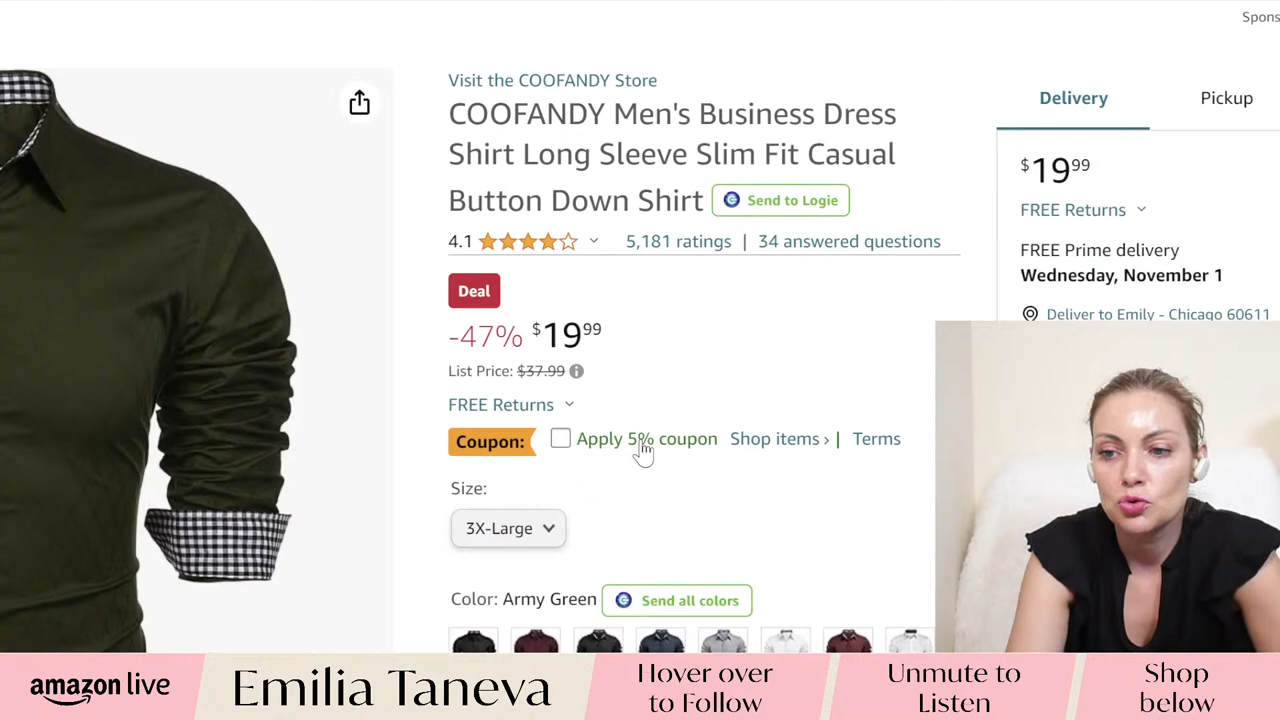 Spons
Visit the COOFANDY Store
COOFANDY Men's Business Dress
Shirt Long Sleeve Slim Fit Casual
Button Down Shirt
Send to Logie
4.1
5,181 ratings | 34 answered questions
Deal
-47% $19 99
List Price: $37.99
FREE Returns
Coupon: Apply 5% coupon Shop items › | Terms
Size:
3X-Large
Color: Army Green
Send all colors
Delivery
Pickup
$19 99
FREE Returns
FREE Prime delivery
Wednesday, November 1
Deliver to Emily - Chicago 60611
amazon live
Emilia Taneva
Hover over
to Follow
Unmute to
Listen
Shop
below